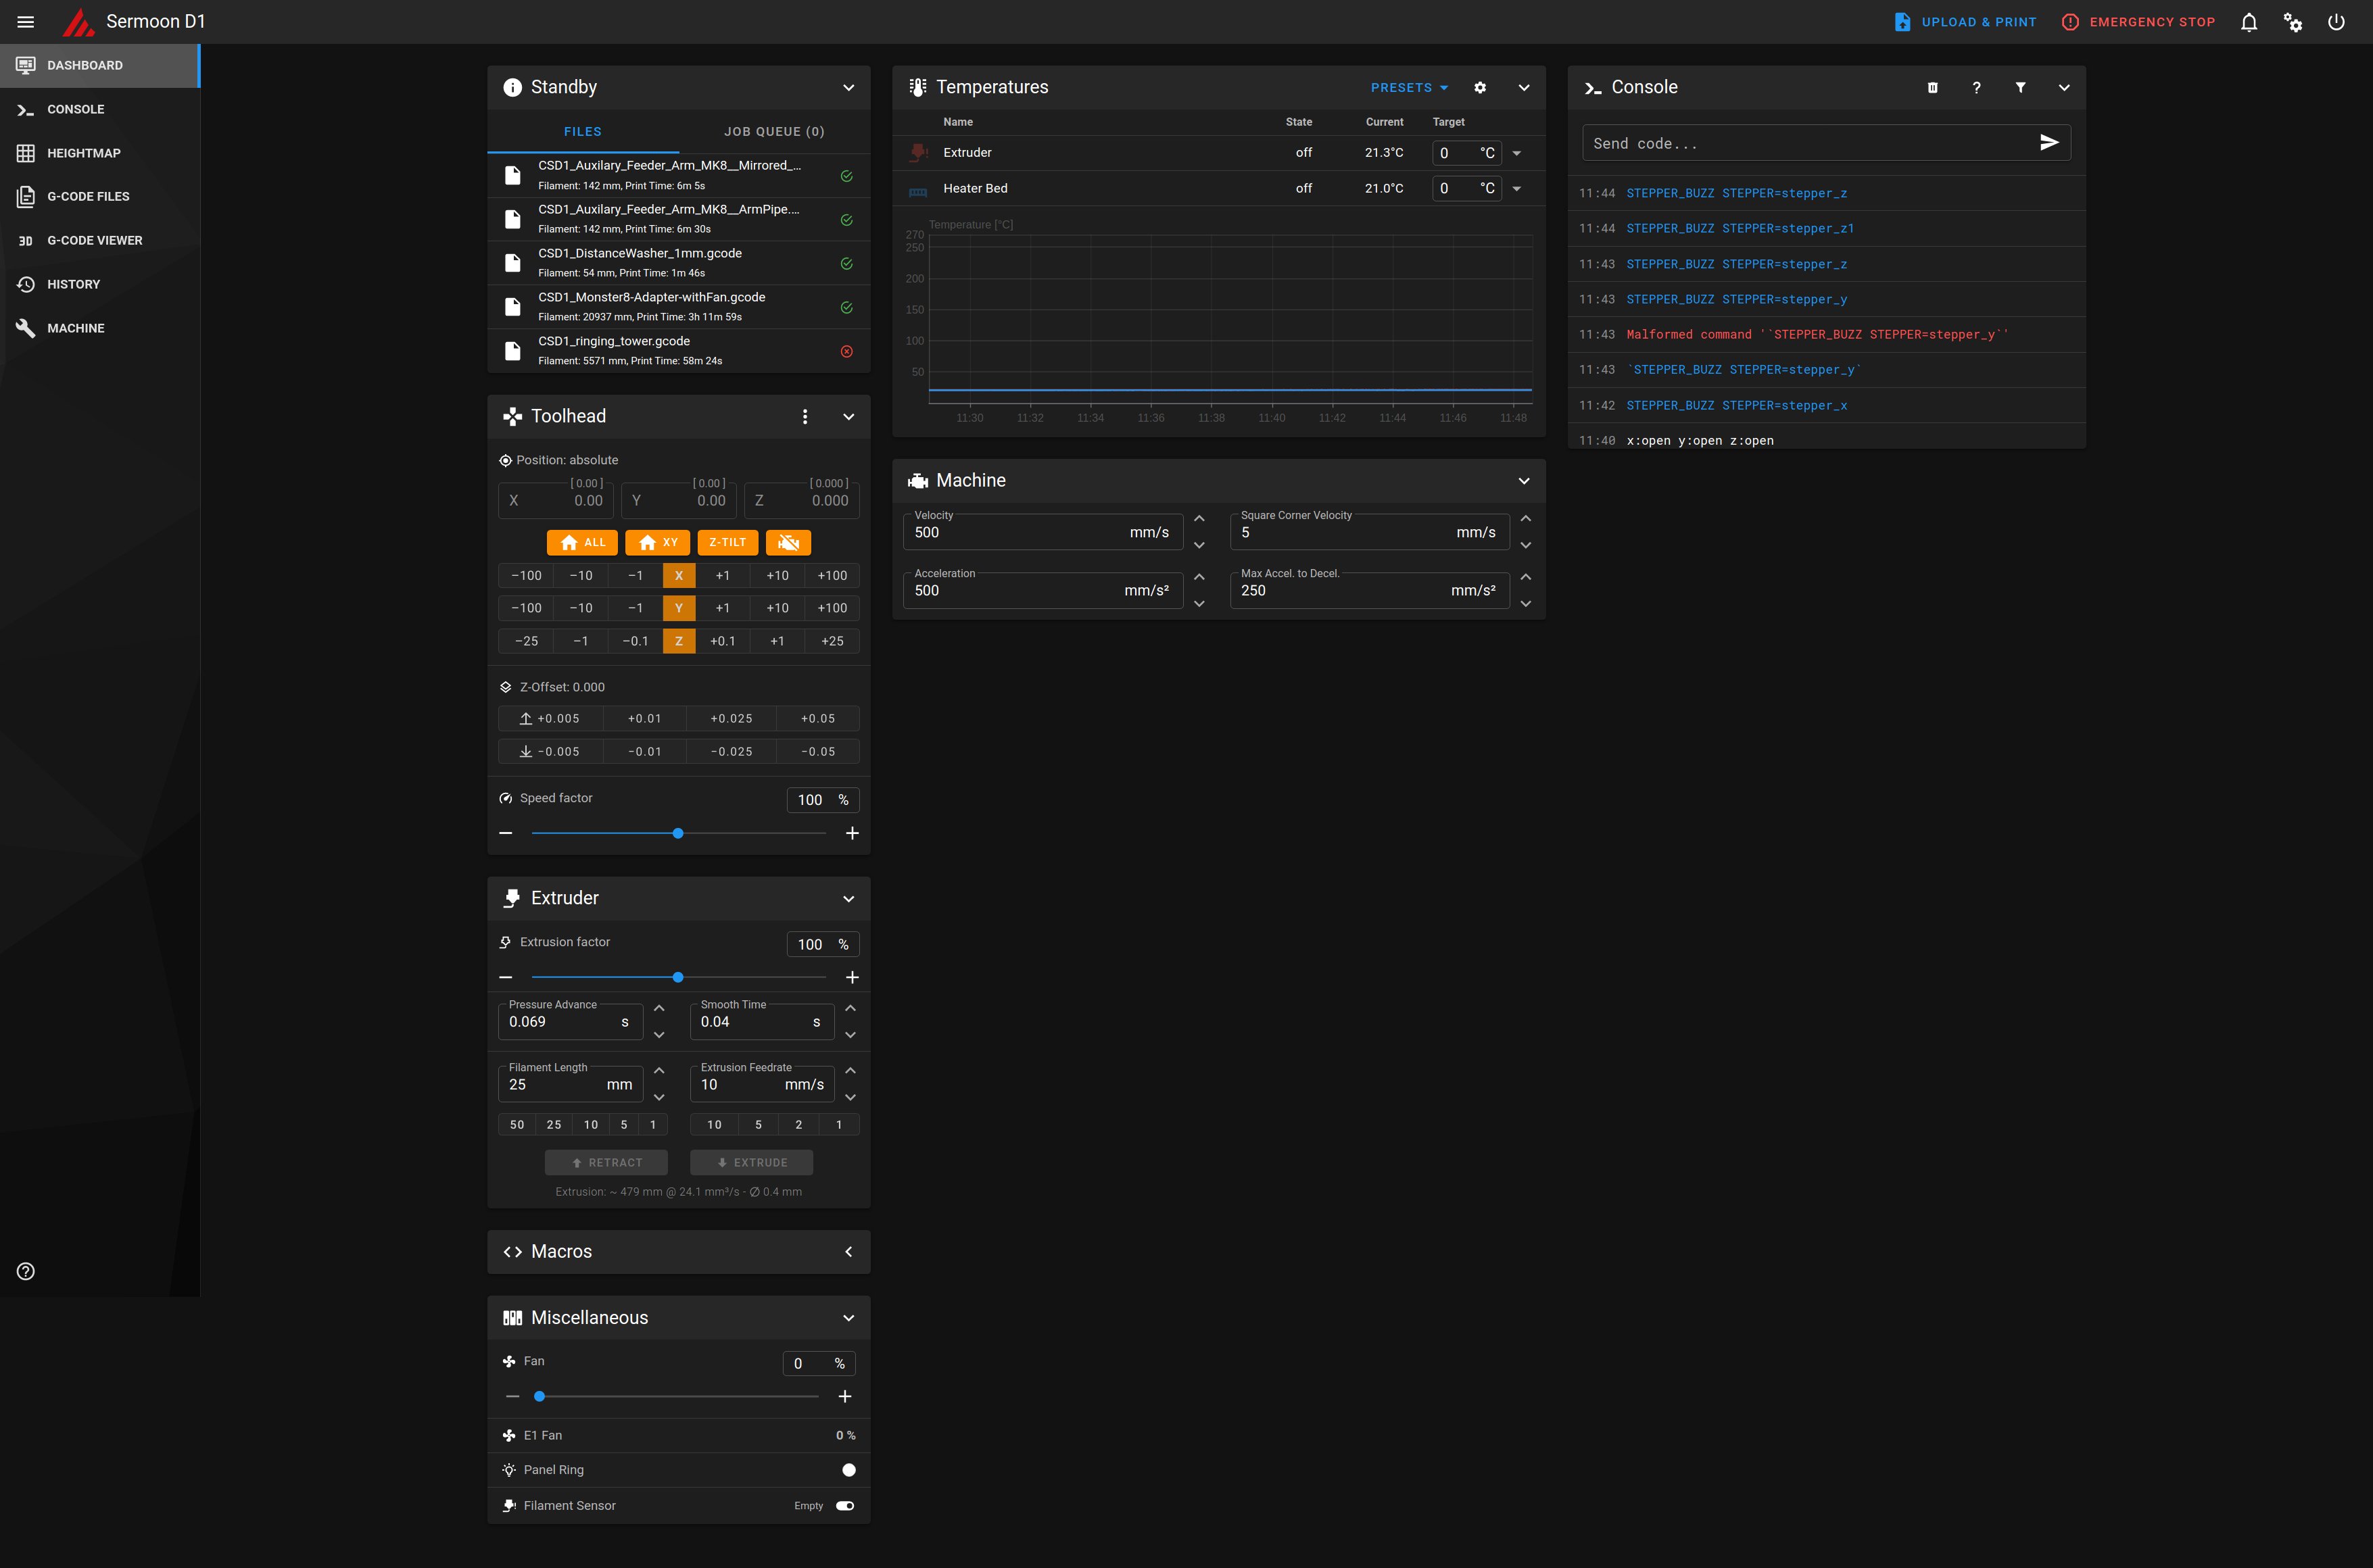 Sermoon D1
UPLOAD & PRINT
EMERGENCY STOP
DASHBOARD
CONSOLE
HEIGHTMAP
G-CODE FILES
3D G-CODE VIEWER
HISTORY
MACHINE
Standby
FILES
JOB QUEUE (0)
CSD1_Auxilary_Feeder_Arm_MK8__Mirrored_...
Filament: 142 mm, Print Time: 6m 5s
CSD1_Auxilary_Feeder_Arm_MK8__ArmPipe....
Filament: 142 mm, Print Time: 6m 30s
CSD1_DistanceWasher_1mm.gcode
Filament: 54 mm, Print Time: 1m 46s
CSD1_Monster8-Adapter-withFan.gcode
Filament: 20937 mm, Print Time: 3h 11m 59s
CSD1_ringing_tower.gcode
Filament: 5571 mm, Print Time: 58m 24s
Toolhead
Position: absolute
[ 0.00 ] [ 0.00 ] [ 0.000 ]
X 0.00 Y 0.00 Z 0.000
ALL XY Z-TILT
−100 −10 −1 X +1 +10 +100
−100 −10 −1 Y +1 +10 +100
−25 −1 −0.1 Z +0.1 +1 +25
Z-Offset: 0.000
+0.005 +0.01 +0.025 +0.05
−0.005 −0.01 −0.025 −0.05
Speed factor 100 %
Extruder
Extrusion factor 100 %
Pressure Advance Smooth Time
0.069 s 0.04 s
Filament Length Extrusion Feedrate
25 mm 10 mm/s
50 25 10 5 1 10 5 2 1
RETRACT EXTRUDE
Extrusion: ~ 479 mm @ 24.1 mm³/s - ∅ 0.4 mm
Macros
Miscellaneous
Fan 0 %
E1 Fan 0 %
Panel Ring
Filament Sensor Empty
Temperatures
PRESETS
Name State Current Target
Extruder off 21.3°C 0 °C
Heater Bed off 21.0°C 0 °C
Temperature [°C]
270
250
200
150
100
50
11:30 11:32 11:34 11:36 11:38 11:40 11:42 11:44 11:46 11:48
Machine
Velocity Square Corner Velocity
500 mm/s 5 mm/s
Acceleration Max Accel. to Decel.
500 mm/s² 250 mm/s²
Console
?
Send code...
11:44 STEPPER_BUZZ STEPPER=stepper_z
11:44 STEPPER_BUZZ STEPPER=stepper_z1
11:43 STEPPER_BUZZ STEPPER=stepper_z
11:43 STEPPER_BUZZ STEPPER=stepper_y
11:43 Malformed command '`STEPPER_BUZZ STEPPER=stepper_y`'
11:43 `STEPPER_BUZZ STEPPER=stepper_y`
11:42 STEPPER_BUZZ STEPPER=stepper_x
11:40 x:open y:open z:open